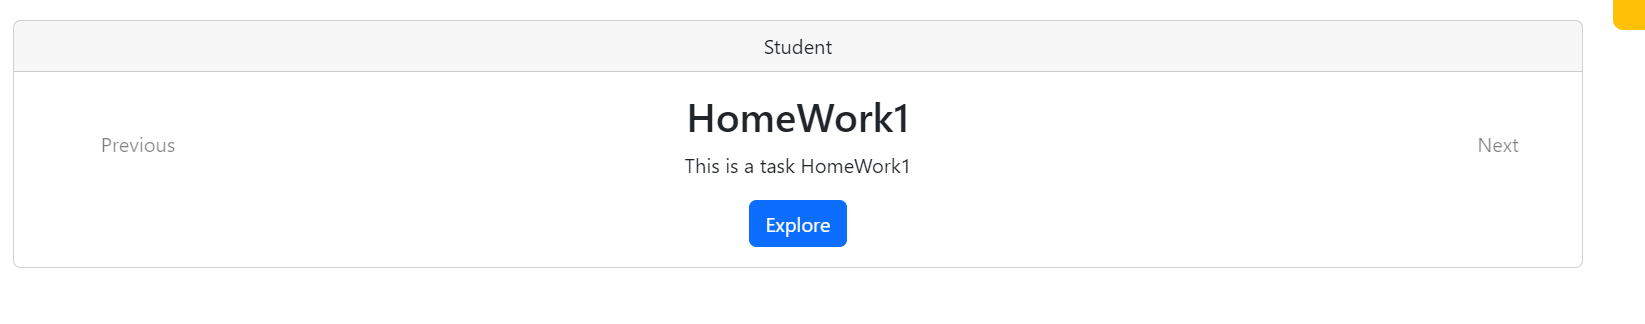 Student
HomeWork1
Previous
Next
This is a task HomeWork1
Explore